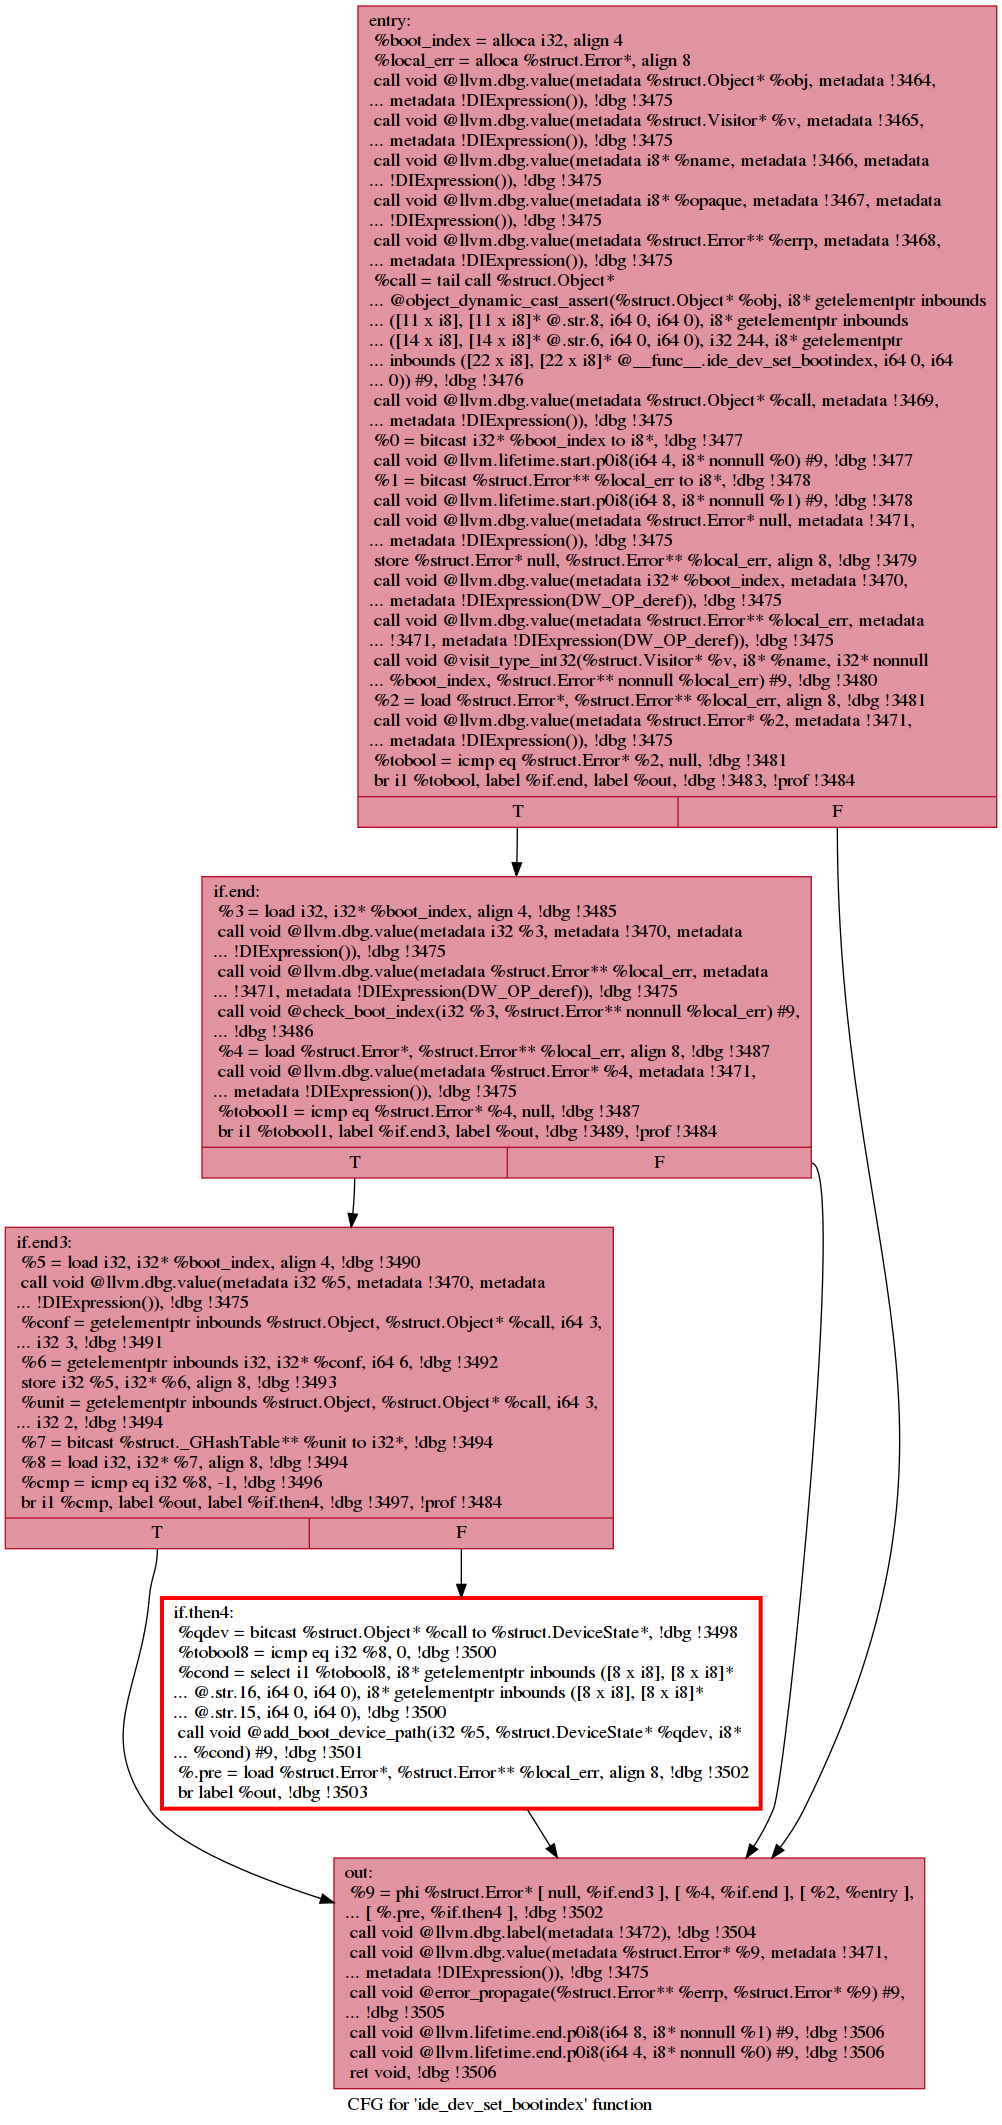 entry:
%boot_index = alloca i32, align 4
%local_err = alloca %struct.Error*, align 8
call void @llvm.dbg.value(metadata %struct.Object* %obj, metadata !3464,
... metadata !DIExpression()), !dbg !3475
call void @llvm.dbg.value(metadata %struct.Visitor* %v, metadata !3465,
... metadata !DIExpression()), !dbg !3475
call void @llvm.dbg.value(metadata i8* %name, metadata !3466, metadata
... !DIExpression()), !dbg !3475
call void @llvm.dbg.value(metadata i8* %opaque, metadata !3467, metadata
... !DIExpression()), !dbg !3475
call void @llvm.dbg.value(metadata %struct.Error** %errp, metadata !3468,
... metadata !DIExpression()), !dbg !3475
%call = tail call %struct.Object*
... @object_dynamic_cast_assert(%struct.Object* %obj, i8* getelementptr inbounds
... ([11 x i8], [11 x i8]* @.str.8, i64 0, i64 0), i8* getelementptr inbounds
... ([14 x i8], [14 x i8]* @.str.6, i64 0, i64 0), i32 244, i8* getelementptr
... inbounds ([22 x i8], [22 x i8]* @__func__.ide_dev_set_bootindex, i64 0, i64
... 0)) #9, !dbg !3476
call void @llvm.dbg.value(metadata %struct.Object* %call, metadata !3469,
... metadata !DIExpression()), !dbg !3475
%0 = bitcast i32* %boot_index to i8*, !dbg !3477
call void @llvm.lifetime.start.p0i8(i64 4, i8* nonnull %0) #9, !dbg !3477
%1 = bitcast %struct.Error** %local_err to i8*, !dbg !3478
call void @llvm.lifetime.start.p0i8(i64 8, i8* nonnull %1) #9, !dbg !3478
call void @llvm.dbg.value(metadata %struct.Error* null, metadata !3471,
... metadata !DIExpression()), !dbg !3475
store %struct.Error* null, %struct.Error** %local_err, align 8, !dbg !3479
call void @llvm.dbg.value(metadata i32* %boot_index, metadata !3470,
... metadata !DIExpression(DW_OP_deref)), !dbg !3475
call void @llvm.dbg.value(metadata %struct.Error** %local_err, metadata
... !3471, metadata !DIExpression(DW_OP_deref)), !dbg !3475
call void @visit_type_int32(%struct.Visitor* %v, i8* %name, i32* nonnull
... %boot_index, %struct.Error** nonnull %local_err) #9, !dbg !3480
%2 = load %struct.Error*, %struct.Error** %local_err, align 8, !dbg !3481
call void @llvm.dbg.value(metadata %struct.Error* %2, metadata !3471,
... metadata !DIExpression()), !dbg !3475
%tobool = icmp eq %struct.Error* %2, null, !dbg !3481
br i1 %tobool, label %if.end, label %out, !dbg !3483, !prof !3484
T F
if.end:
%3 = load i32, i32* %boot_index, align 4, !dbg !3485
call void @llvm.dbg.value(metadata i32 %3, metadata !3470, metadata
... !DIExpression()), !dbg !3475
call void @llvm.dbg.value(metadata %struct.Error** %local_err, metadata
... !3471, metadata !DIExpression(DW_OP_deref)), !dbg !3475
call void @check_boot_index(i32 %3, %struct.Error** nonnull %local_err) #9,
... !dbg !3486
%4 = load %struct.Error*, %struct.Error** %local_err, align 8, !dbg !3487
call void @llvm.dbg.value(metadata %struct.Error* %4, metadata !3471,
... metadata !DIExpression()), !dbg !3475
%tobool1 = icmp eq %struct.Error* %4, null, !dbg !3487
br i1 %tobool1, label %if.end3, label %out, !dbg !3489, !prof !3484
T F
if.end3:
%5 = load i32, i32* %boot_index, align 4, !dbg !3490
call void @llvm.dbg.value(metadata i32 %5, metadata !3470, metadata
... !DIExpression()), !dbg !3475
%conf = getelementptr inbounds %struct.Object, %struct.Object* %call, i64 3,
... i32 3, !dbg !3491
%6 = getelementptr inbounds i32, i32* %conf, i64 6, !dbg !3492
store i32 %5, i32* %6, align 8, !dbg !3493
%unit = getelementptr inbounds %struct.Object, %struct.Object* %call, i64 3,
... i32 2, !dbg !3494
%7 = bitcast %struct._GHashTable** %unit to i32*, !dbg !3494
%8 = load i32, i32* %7, align 8, !dbg !3494
%cmp = icmp eq i32 %8, -1, !dbg !3496
br i1 %cmp, label %out, label %if.then4, !dbg !3497, !prof !3484
T F
if.then4:
%qdev = bitcast %struct.Object* %call to %struct.DeviceState*, !dbg !3498
%tobool8 = icmp eq i32 %8, 0, !dbg !3500
%cond = select i1 %tobool8, i8* getelementptr inbounds ([8 x i8], [8 x i8]*
... @.str.16, i64 0, i64 0), i8* getelementptr inbounds ([8 x i8], [8 x i8]*
... @.str.15, i64 0, i64 0), !dbg !3500
call void @add_boot_device_path(i32 %5, %struct.DeviceState* %qdev, i8*
... %cond) #9, !dbg !3501
%.pre = load %struct.Error*, %struct.Error** %local_err, align 8, !dbg !3502
br label %out, !dbg !3503
out:
%9 = phi %struct.Error* [ null, %if.end3 ], [ %4, %if.end ], [ %2, %entry ],
... [ %.pre, %if.then4 ], !dbg !3502
call void @llvm.dbg.label(metadata !3472), !dbg !3504
call void @llvm.dbg.value(metadata %struct.Error* %9, metadata !3471,
... metadata !DIExpression()), !dbg !3475
call void @error_propagate(%struct.Error** %errp, %struct.Error* %9) #9,
... !dbg !3505
call void @llvm.lifetime.end.p0i8(i64 8, i8* nonnull %1) #9, !dbg !3506
call void @llvm.lifetime.end.p0i8(i64 4, i8* nonnull %0) #9, !dbg !3506
ret void, !dbg !3506
CFG for 'ide_dev_set_bootindex' function